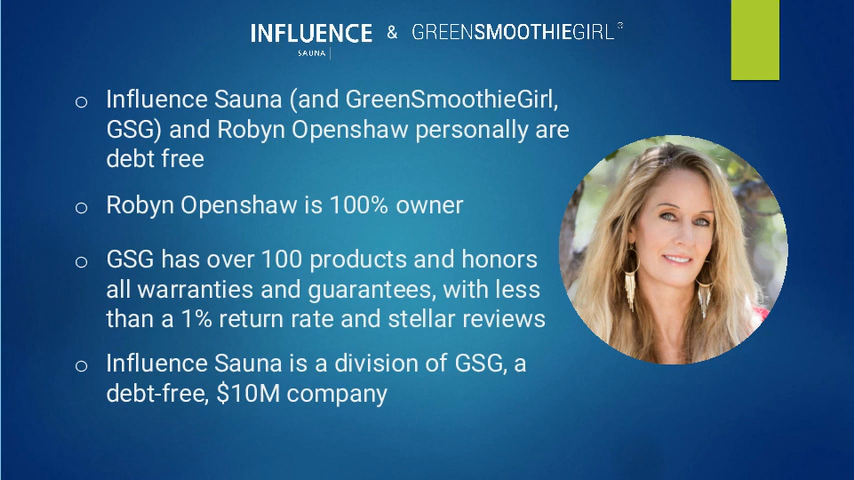 INFLUENCE & GREENSMOOTHIEGIRL
SAUNA
o Influence Sauna (and GreenSmoothieGirl,
GSG) and Robyn Openshaw personally are
debt free
o Robyn Openshaw is 100% owner
o GSG has over 100 products and honors
all warranties and guarantees, with less
than a 1% return rate and stellar reviews
o Influence Sauna is a division of GSG, a
debt-free, $10M company